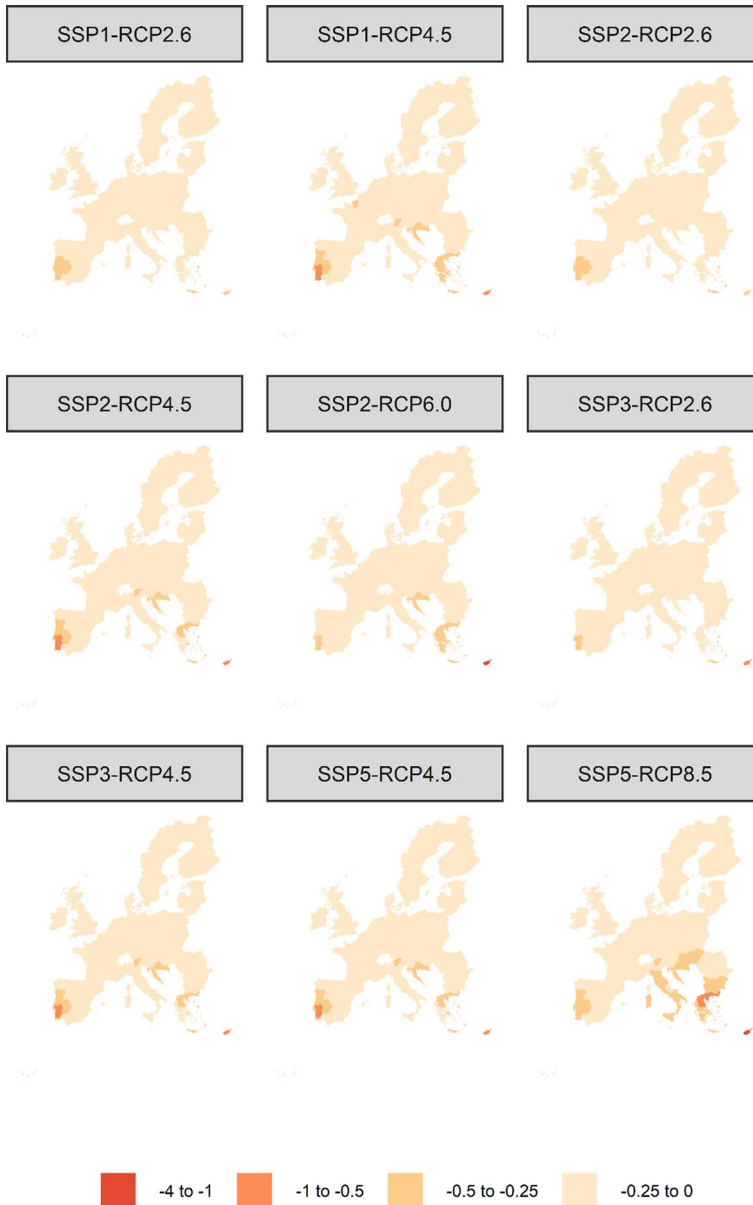 SSP1-RCP2.6 SSP1-RCP4.5 SSP2-RCP2.6
SSP2-RCP4.5 SSP2-RCP6.0 SSP3-RCP2.6
SSP3-RCP4.5 SSP5-RCP4.5 SSP5-RCP8.5
-4 to -1 -1 to -0.5 -0.5 to -0.25 -0.25 to 0